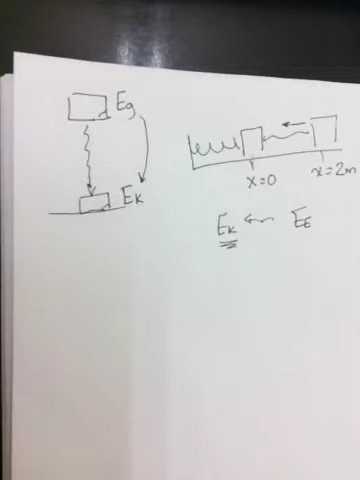 Eg
Ek
x=0
x=2m
Ek ← EE